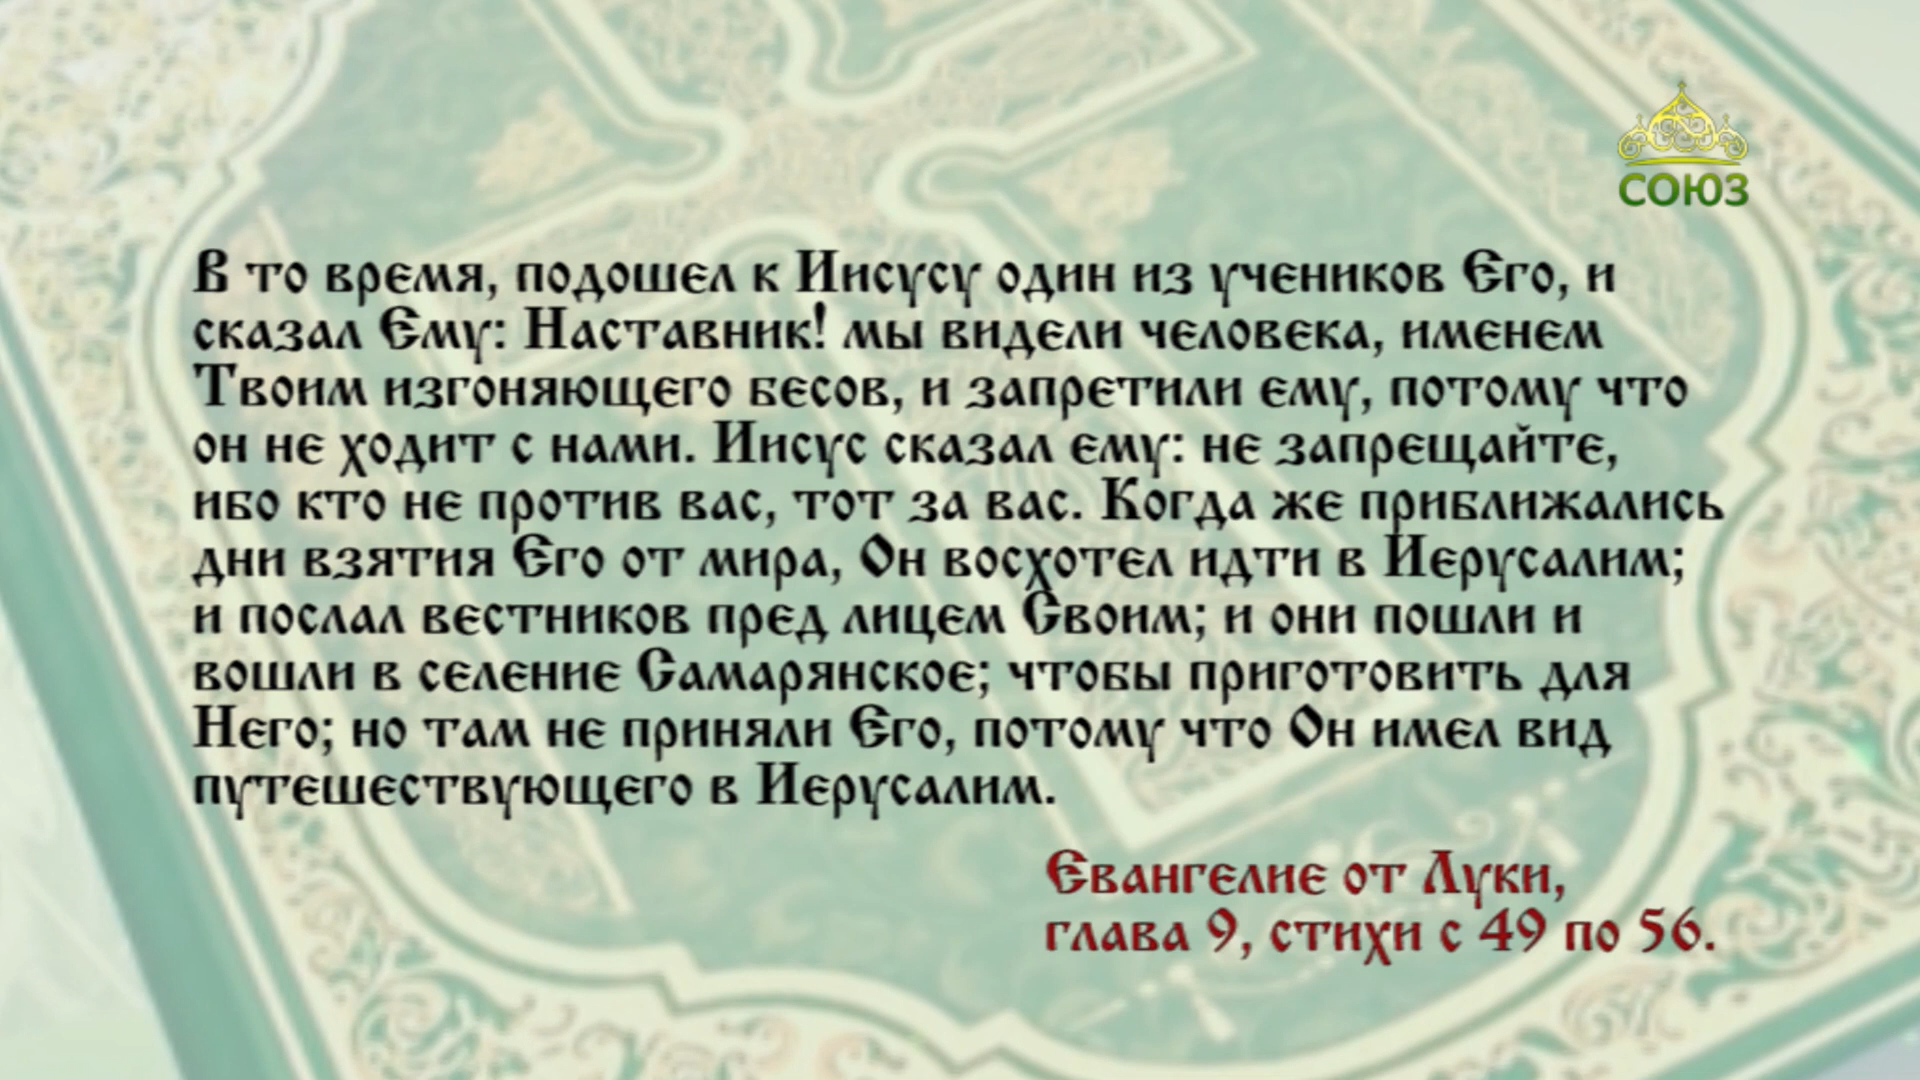 СОЮЗ
В то время, подошел к Иисусу один из учеников Его, и
сказал Ему: Наставник! мы видели человека, именем
Твоим изгоняющего бесов, и запретили ему, потому что
он не ходит с нами. Иисус сказал ему: не запрещайте,
ибо кто не против вас, тот за вас. Когда же приближались
дни взятия Его от мира, Он восхотел идти в Иерусалим;
и послал вестников пред лицем Своим; и они пошли и
вошли в селение Самарянское; чтобы приготовить для
Него; но там не приняли Его, потому что Он имел вид
путешествующего в Иерусалим.
Евангелие от Луки,
глава 9, стихи с 49 по 56.